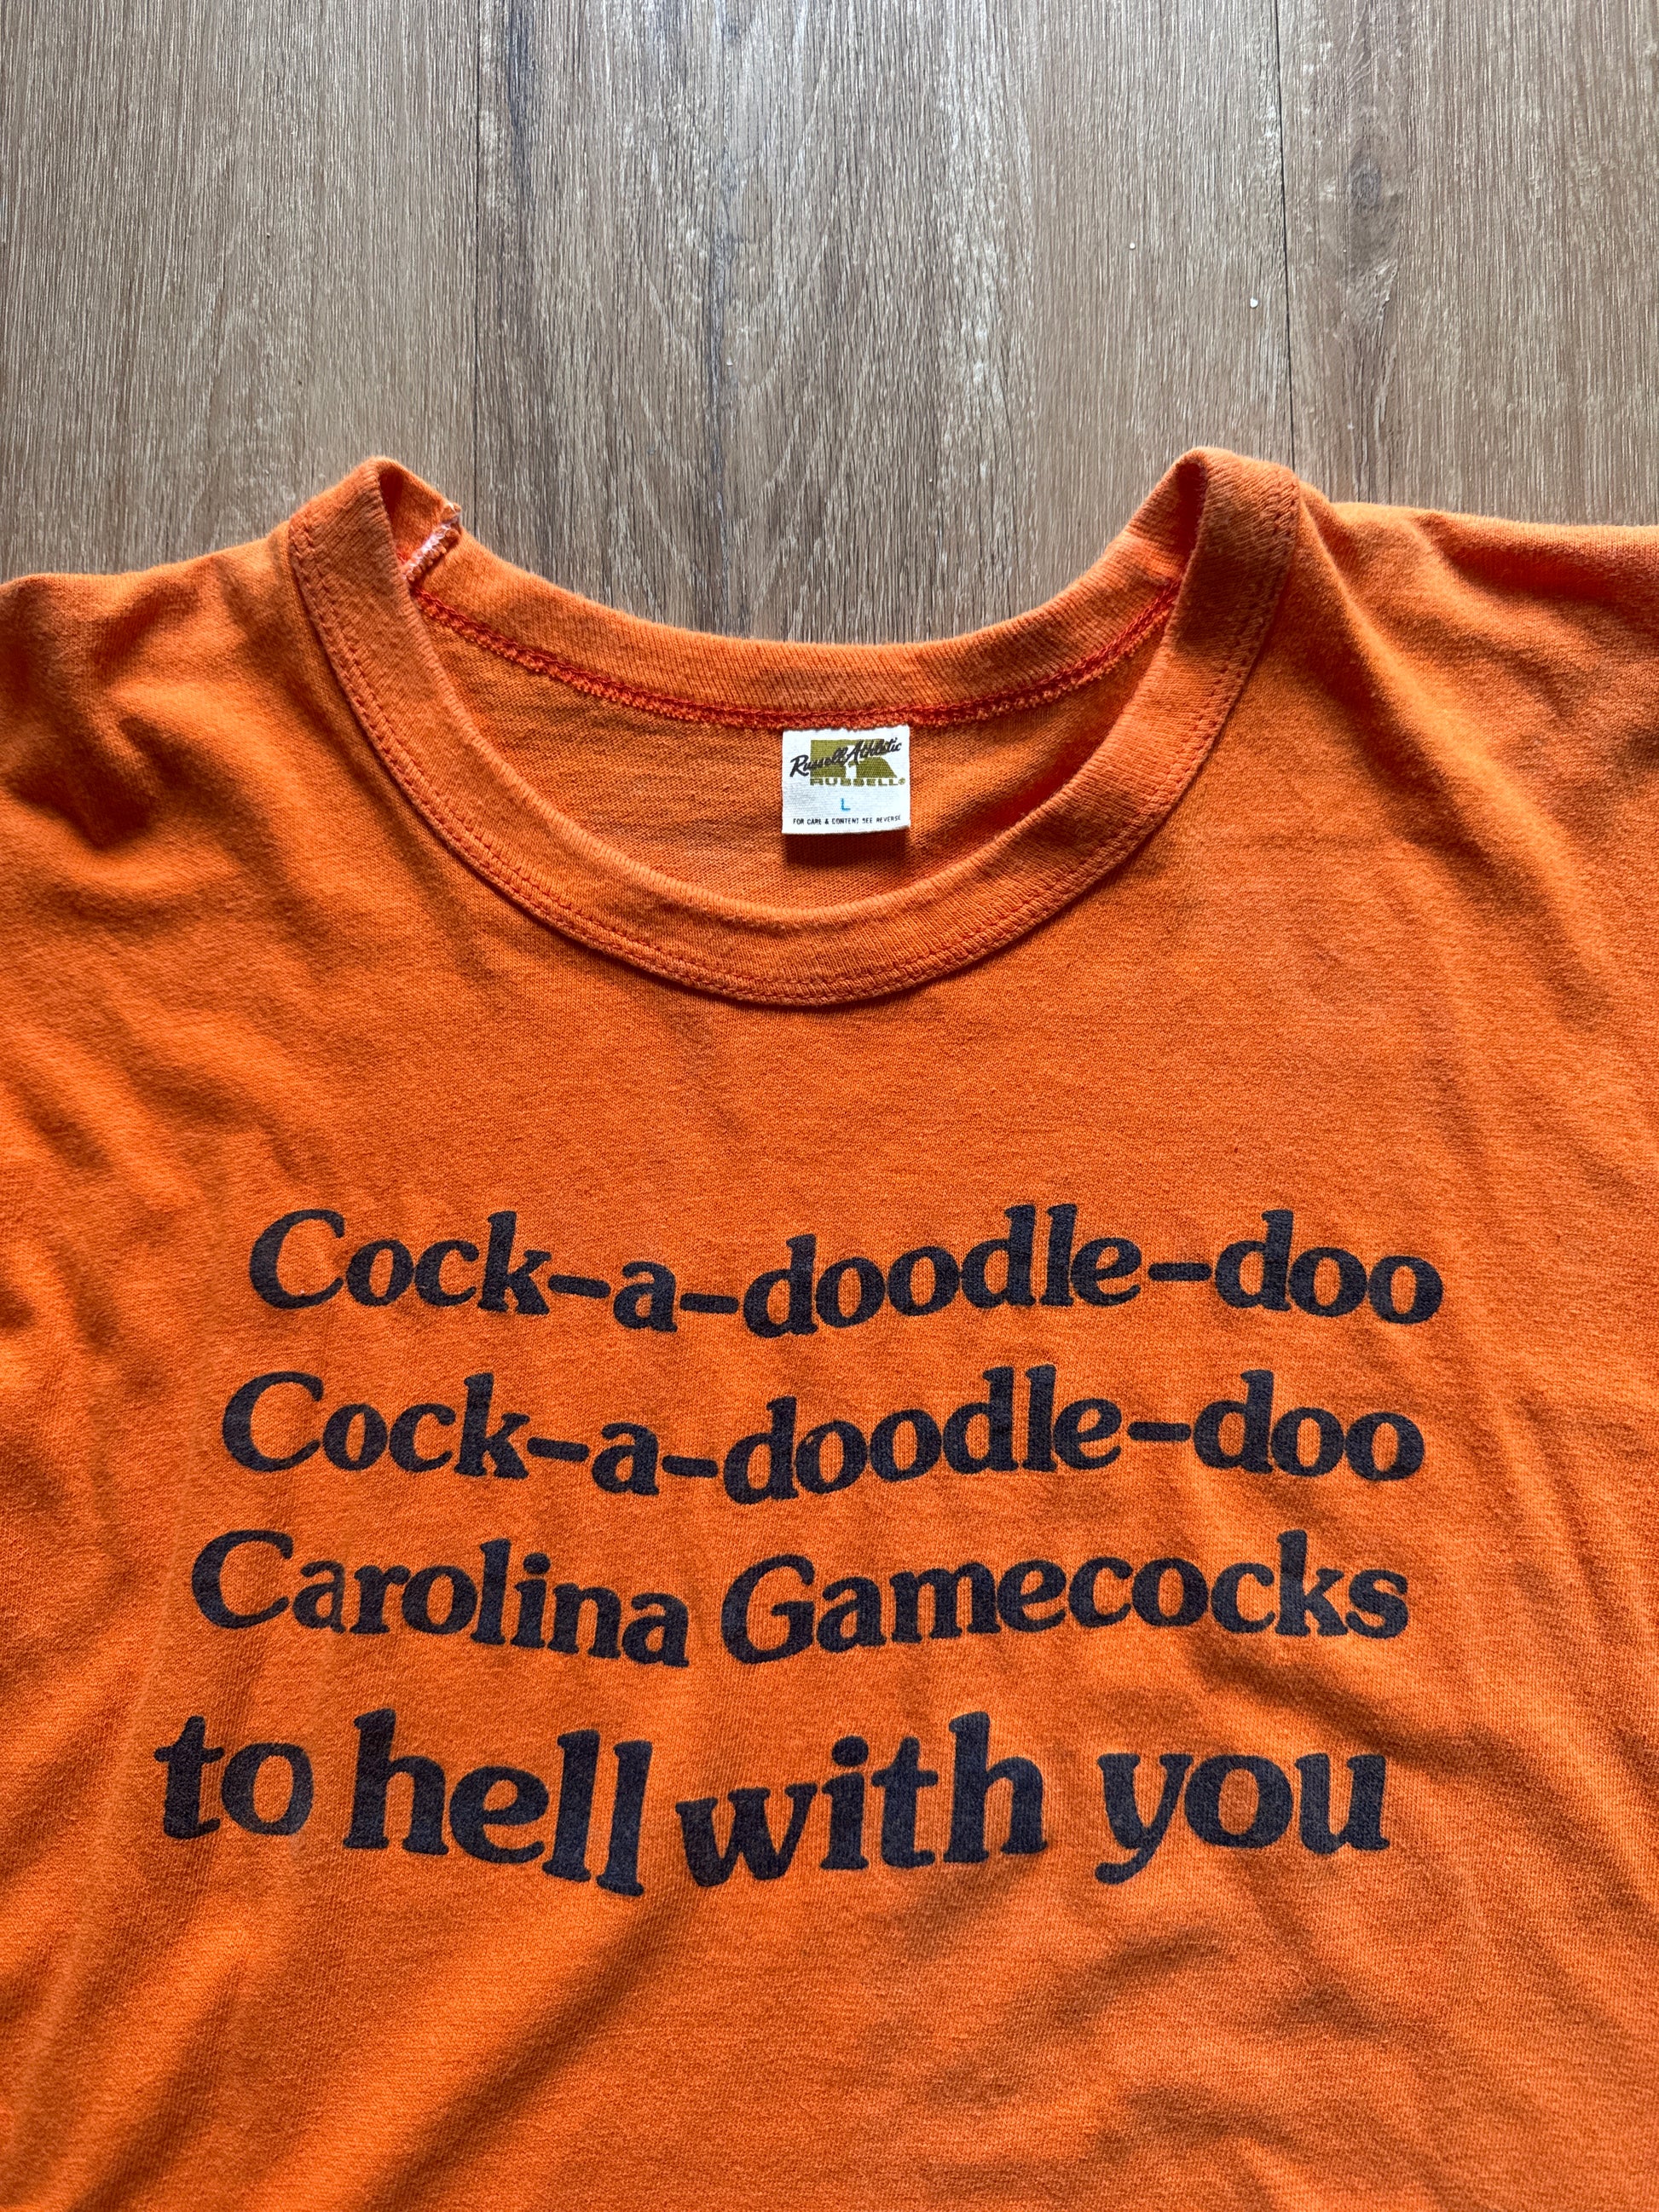 Russell Athletic
RUSSELL®
L
FOR CARE & CONTENT SEE REVERSE
Cock-a-doodle-doo
Cock-a-doodle-doo
Carolina Gamecocks
to hell with you